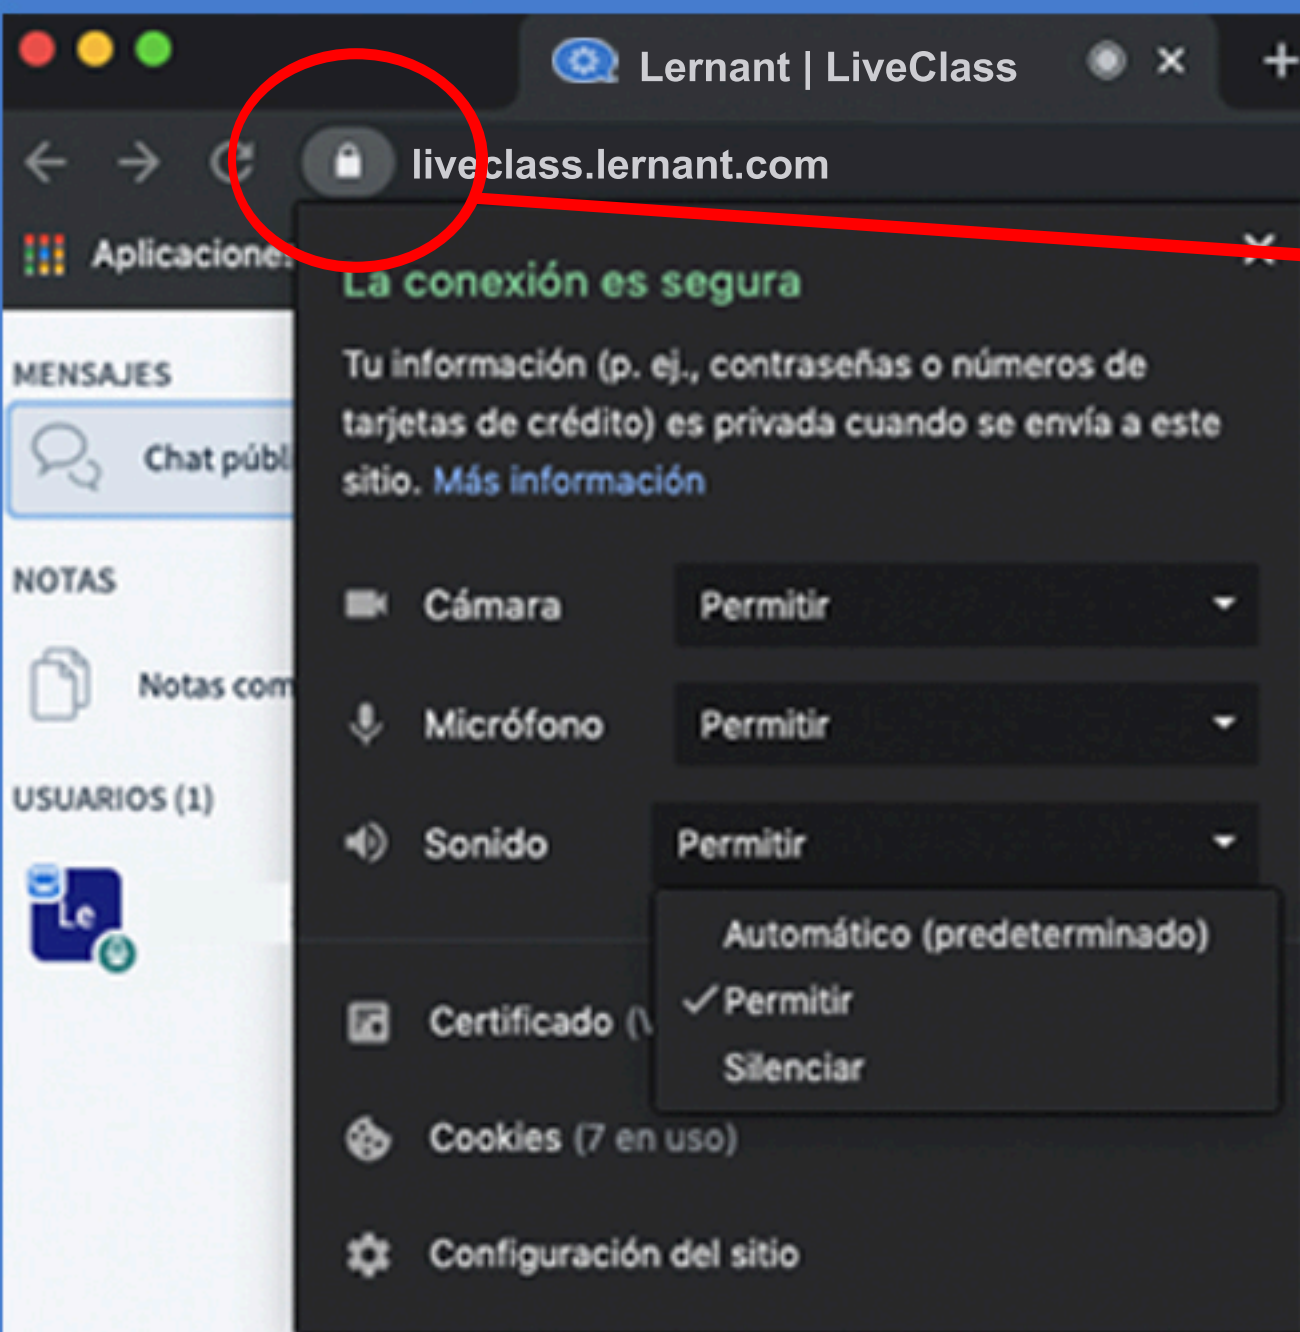 Lernant | LiveClass
liveclass.lernant.com
Aplicaciones
La conexión es segura
Tu información (p. ej., contraseñas o números de
tarjetas de crédito) es privada cuando se envía a este
sitio. Más información
MENSAJES
Chat públi
NOTAS
Notas com
USUARIOS (1)
Le
Cámara Permitir
Micrófono Permitir
Sonido Permitir
Automático (predeterminado)
Permitir
Silenciar
Certificado
Cookies (7 en uso)
Configuración del sitio